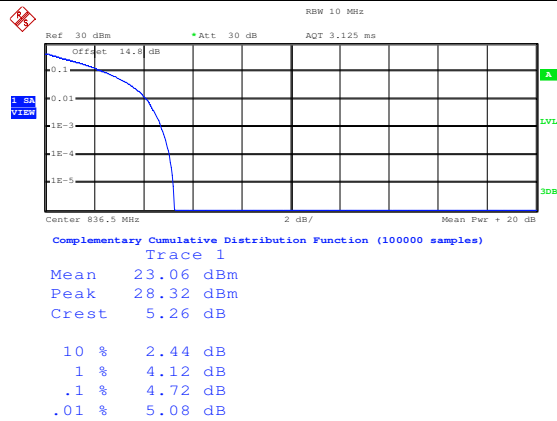 RBW 10 MHz
Ref 30 dBm *Att 30 dB AQT 3.125 ms
Offset 14.8 dB
0.1
A
0.01
1 SA
VIEW
1E-3
LVL
1E-4
1E-5
3DB
Center 836.5 MHz 2 dB/ Mean Pwr + 20 dB
Complementary Cumulative Distribution Function (100000 samples)
Trace 1
Mean 23.06 dBm
Peak 28.32 dBm
Crest 5.26 dB
10 % 2.44 dB
1 % 4.12 dB
.1 % 4.72 dB
.01 % 5.08 dB